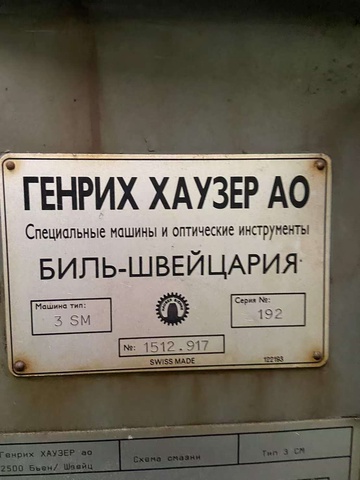 ГЕНРИХ ХАУЗЕР АО
Специальные машины и оптические инструменты
БИЛЬ-ШВЕЙЦАРИЯ
Машина тип:
3 SM
Серия №:
192
№: 1512.917
SWISS MADE
122193
Генрих ХАУЗЕР ао
2500 Бьен/ Швейц
Схема смазки
Тип 3 СМ